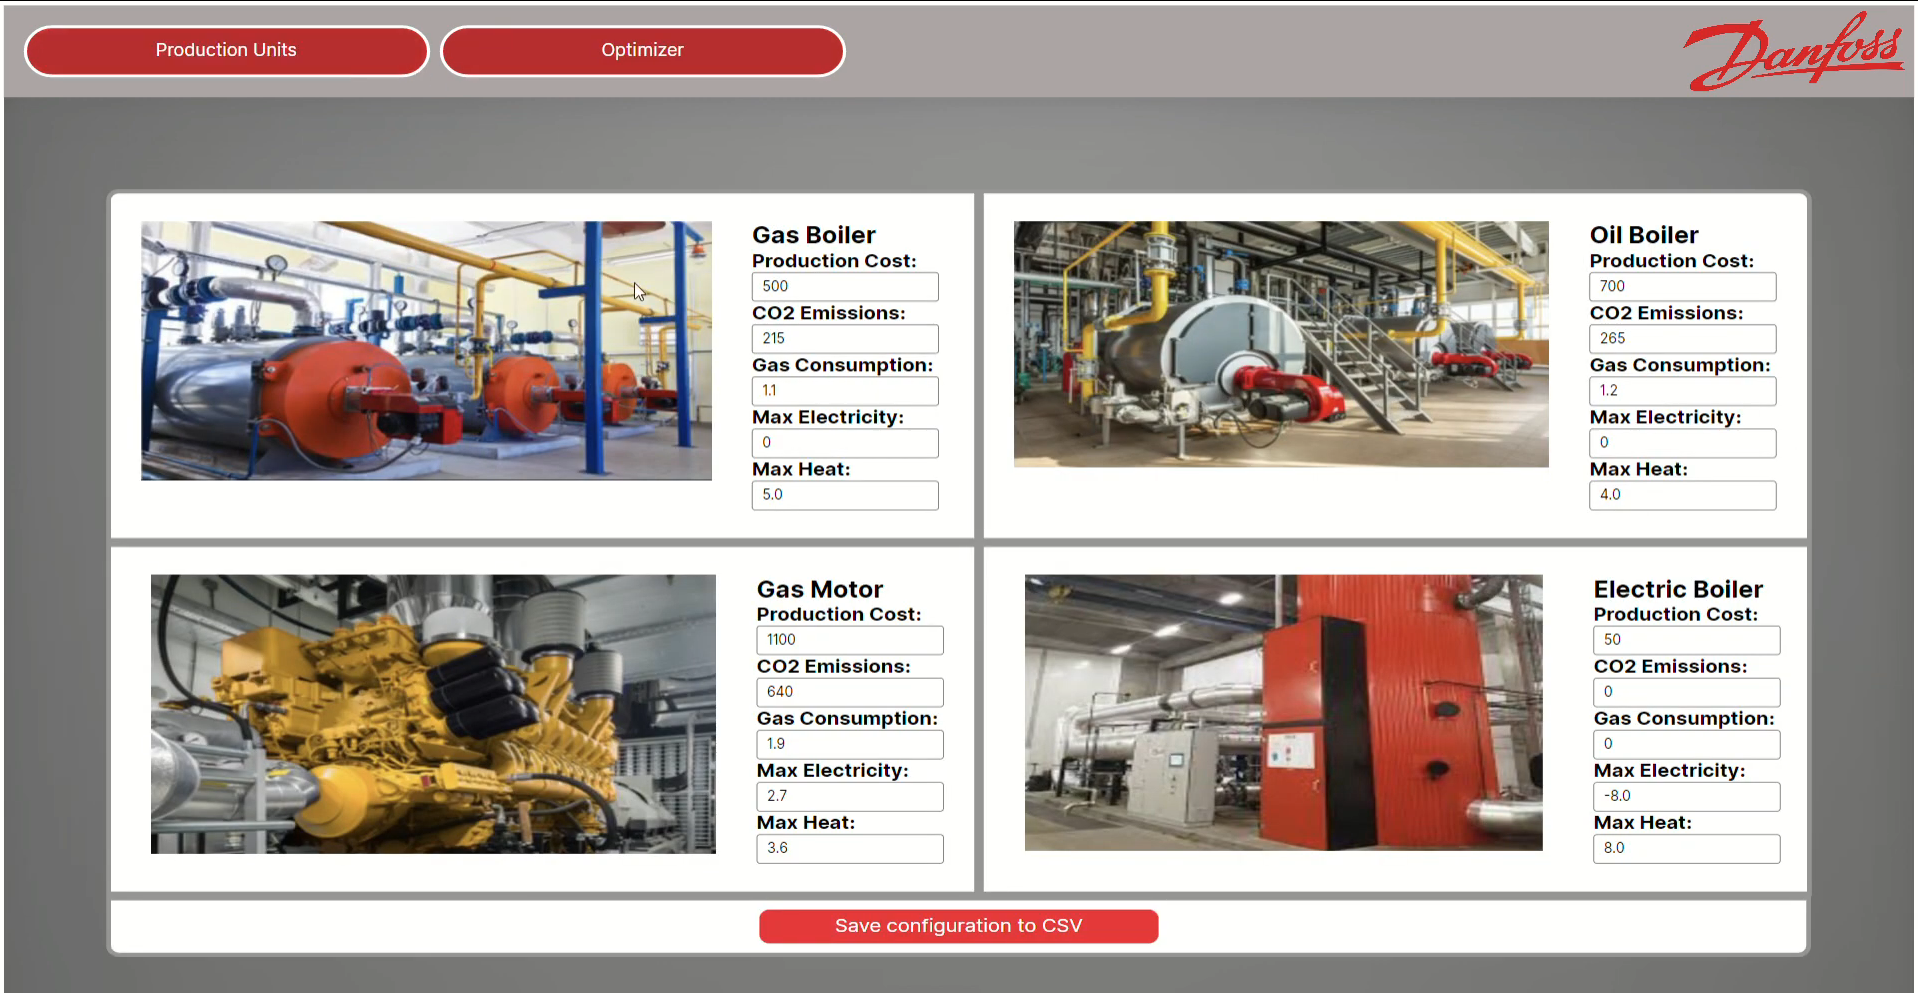 Production Units
Optimizer
Danfoss
Gas Boiler
Production Cost:
500
CO2 Emissions:
215
Gas Consumption:
1.1
Max Electricity:
0
Max Heat:
5.0
Oil Boiler
Production Cost:
700
CO2 Emissions:
265
Gas Consumption:
1.2
Max Electricity:
0
Max Heat:
4.0
Gas Motor
Production Cost:
1100
CO2 Emissions:
640
Gas Consumption:
1.9
Max Electricity:
2.7
Max Heat:
3.6
Electric Boiler
Production Cost:
50
CO2 Emissions:
0
Gas Consumption:
0
Max Electricity:
-8.0
Max Heat:
8.0
Save configuration to CSV